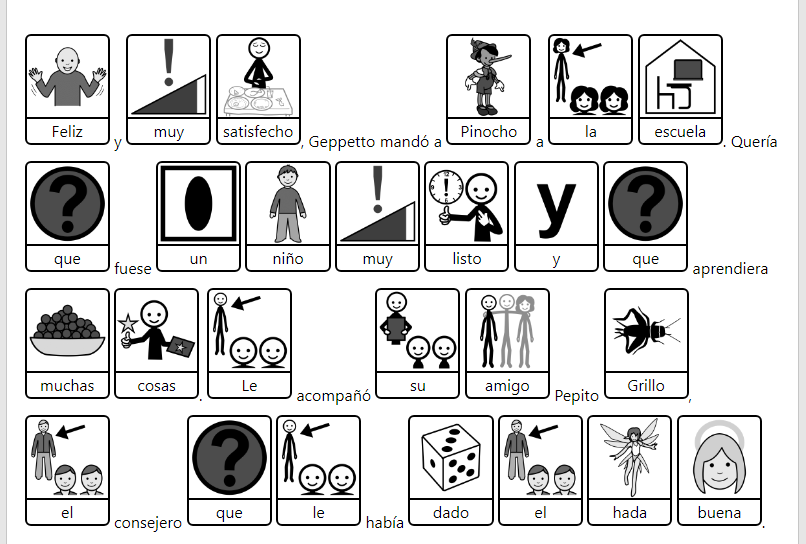 Feliz y muy satisfecho, Geppetto mandó a Pinocho a la escuela. Quería
que fuese un niño muy listo y que aprendiera
muchas cosas. Le acompañó su amigo Pepito Grillo,
el consejero que le había dado el hada buena.